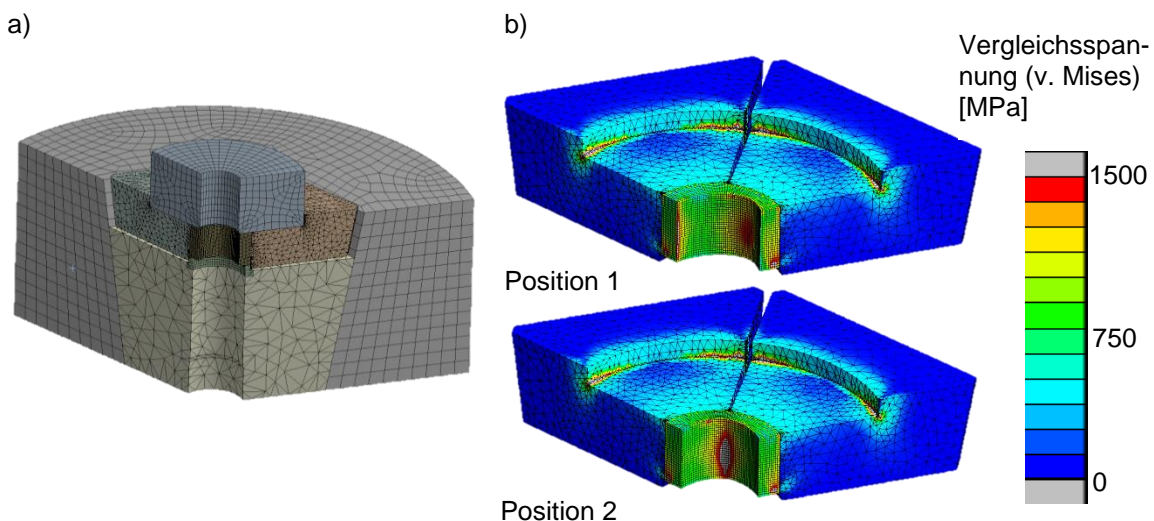 a)
b)
Vergleichsspan-
nung (v. Mises)
[MPa]
1500
750
0
Position 1
Position 2